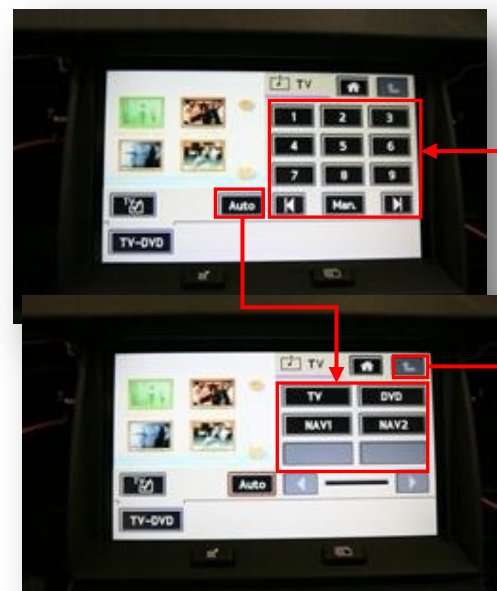 TV
1 2 3
4 5 6
7 8 9
Auto Man.
TV-DVD
TV
TV DVD
NAV1 NAV2
Auto
TV-DVD